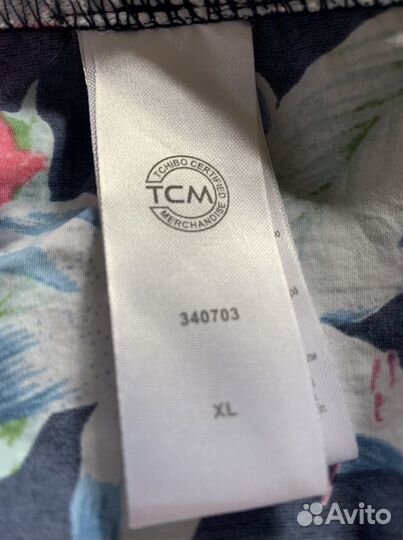 TCHIBO CERTIFIED
TCM
MERCHANDISE
340703
XL
Avito